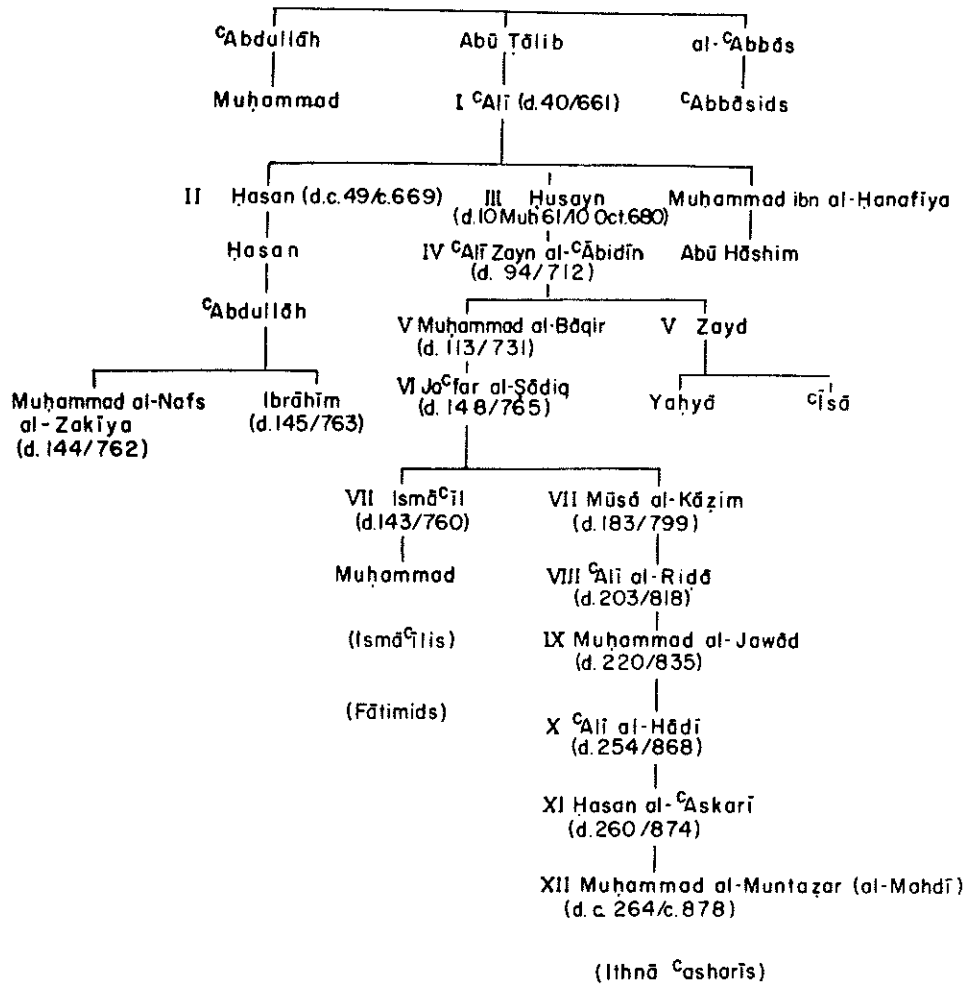 ᶜAbdullāh Abū Ṭālib al-ᶜAbbās
Muḥammad I ᶜAlī (d. 40/661) ᶜAbbāsids
II Ḥasan (d.c. 49/c.669) III Ḥusayn Muḥammad ibn al-Ḥanafīya
(d. 10 Muh 61/10 Oct. 680)
Ḥasan IV ᶜAlī Zayn al-ᶜĀbidīn Abū Hāshim
(d. 94/712)
ᶜAbdullāh
V Muḥammad al-Bāqir V Zayd
(d. 113/731)
Muḥammad al-Nafs Ibrāhīm VI Jaᶜfar al-Ṣādiq Yaḥyā ᶜĪsā
al-Zakīya (d. 145/763) (d. 148/765)
(d. 144/762)
VII Ismāᶜīl VII Mūsā al-Kāẓim
(d. 143/760) (d. 183/799)
Muḥammad VIII ᶜAlī al-Riḍā
(d. 203/818)
(Ismāᶜīlis) IX Muḥammad al-Jawād
(d. 220/835)
(Fātimids)
X ᶜAlī al-Hādī
(d. 254/868)
XI Ḥasan al-ᶜAskarī
(d. 260/874)
XII Muḥammad al-Muntaẓar (al-Mahdī)
(d. c. 264/c. 878)
(Ithnā ᶜasharīs)